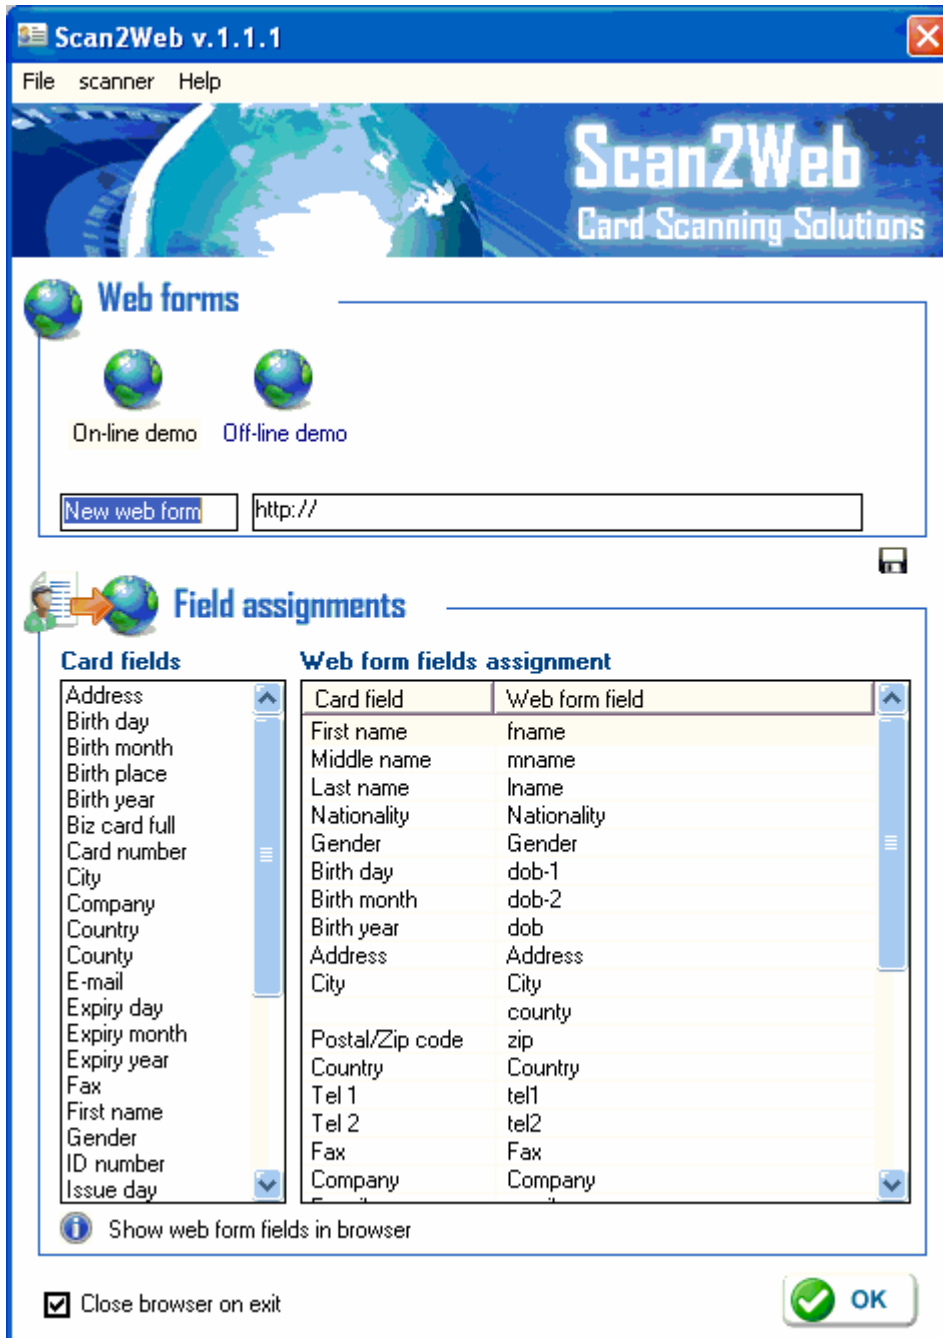 Scan2Web v.1.1.1
File scanner Help
Scan2Web
Card Scanning Solutions
Web forms
On-line demo Off-line demo
New web form http://
Field assignments
Card fields Web form fields assignment
Address
Birth day
Birth month
Birth place
Birth year
Biz card full
Card number
City
Company
Country
County
E-mail
Expiry day
Expiry month
Expiry year
Fax
First name
Gender
ID number
Issue day
Card field Web form field
First name fname
Middle name mname
Last name lname
Nationality Nationality
Gender Gender
Birth day dob-1
Birth month dob-2
Birth year dob
Address Address
City City
county
Postal/Zip code zip
Country Country
Tel 1 tel1
Tel 2 tel2
Fax Fax
Company Company
Show web form fields in browser
Close browser on exit OK